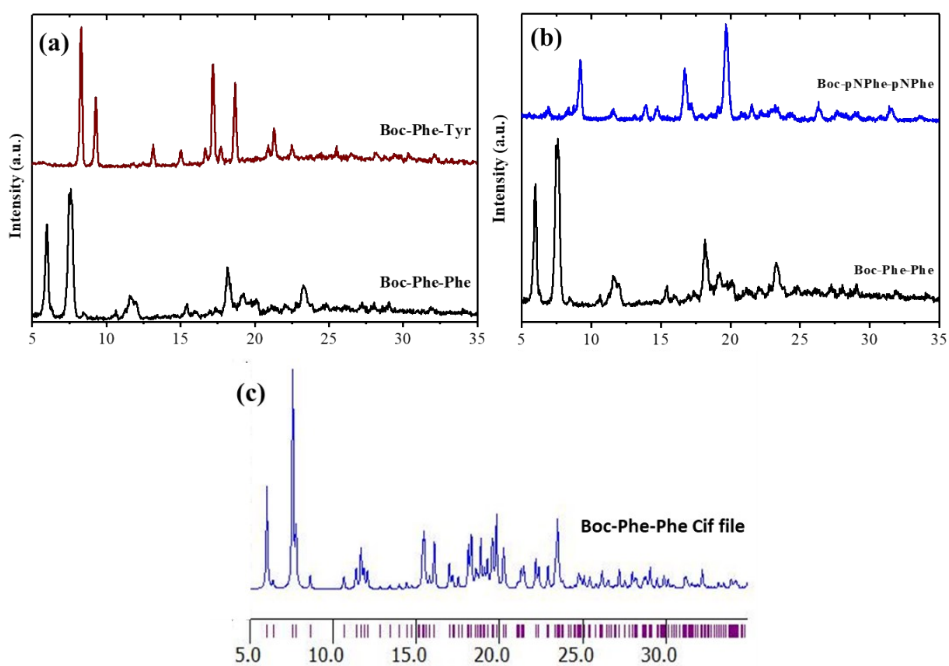 (a)
Boc-Phe-Tyr
Boc-Phe-Phe
Intensity (a.u.)
5 10 15 20 25 30 35
(b)
Boc-pNPhe-pNPhe
Boc-Phe-Phe
Intensity (a.u.)
5 10 15 20 25 30 35
(c)
Boc-Phe-Phe Cif file
5.0 10.0 15.0 20.0 25.0 30.0